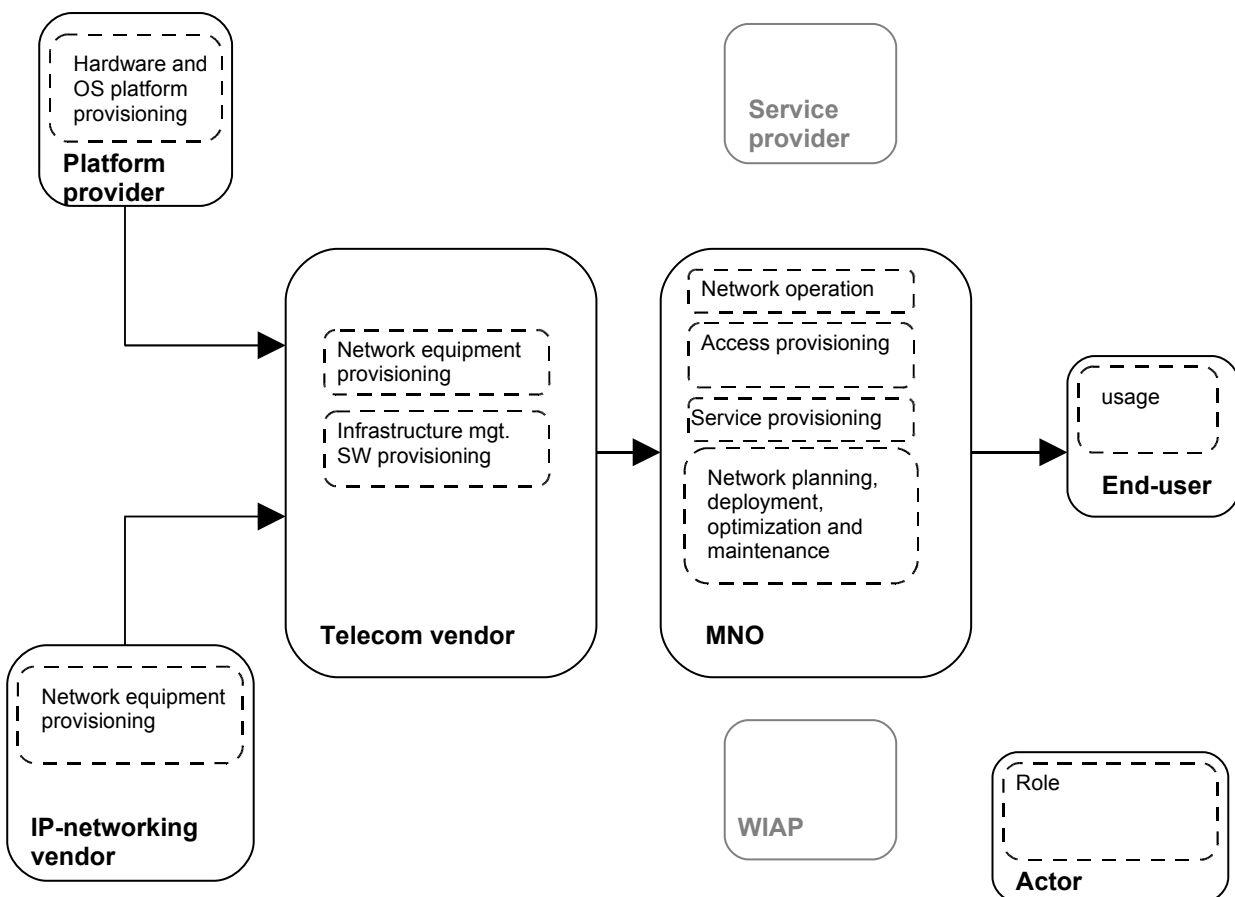 Hardware and
OS platform
provisioning
Platform
provider
Service
provider
Network equipment
provisioning
Infrastructure mgt.
SW provisioning
Telecom vendor
Network operation
Access provisioning
Service provisioning
Network planning,
deployment,
optimization and
maintenance
MNO
usage
End-user
Network equipment
provisioning
IP-networking
vendor
WIAP
Role
Actor